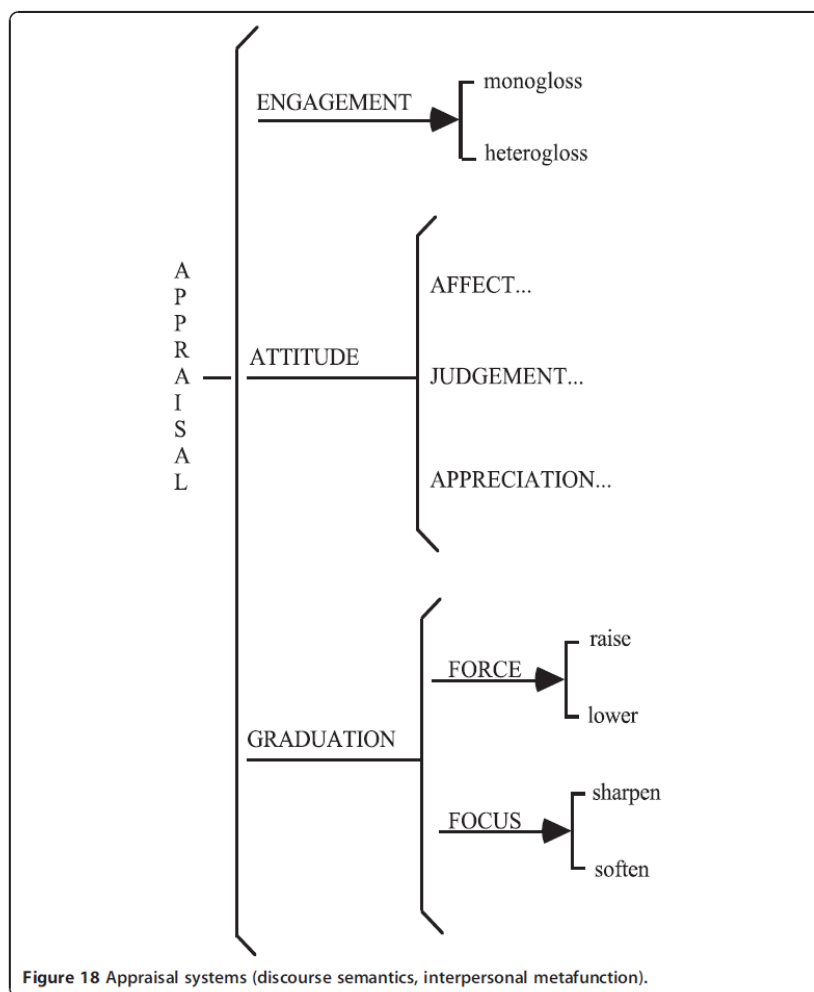 ENGAGEMENT
monogloss
heterogloss
APPRAISAL
ATTITUDE
AFFECT...
JUDGEMENT...
APPRECIATION...
GRADUATION
FORCE
raise
lower
FOCUS
sharpen
soften
Figure 18 Appraisal systems (discourse semantics, interpersonal metafunction).